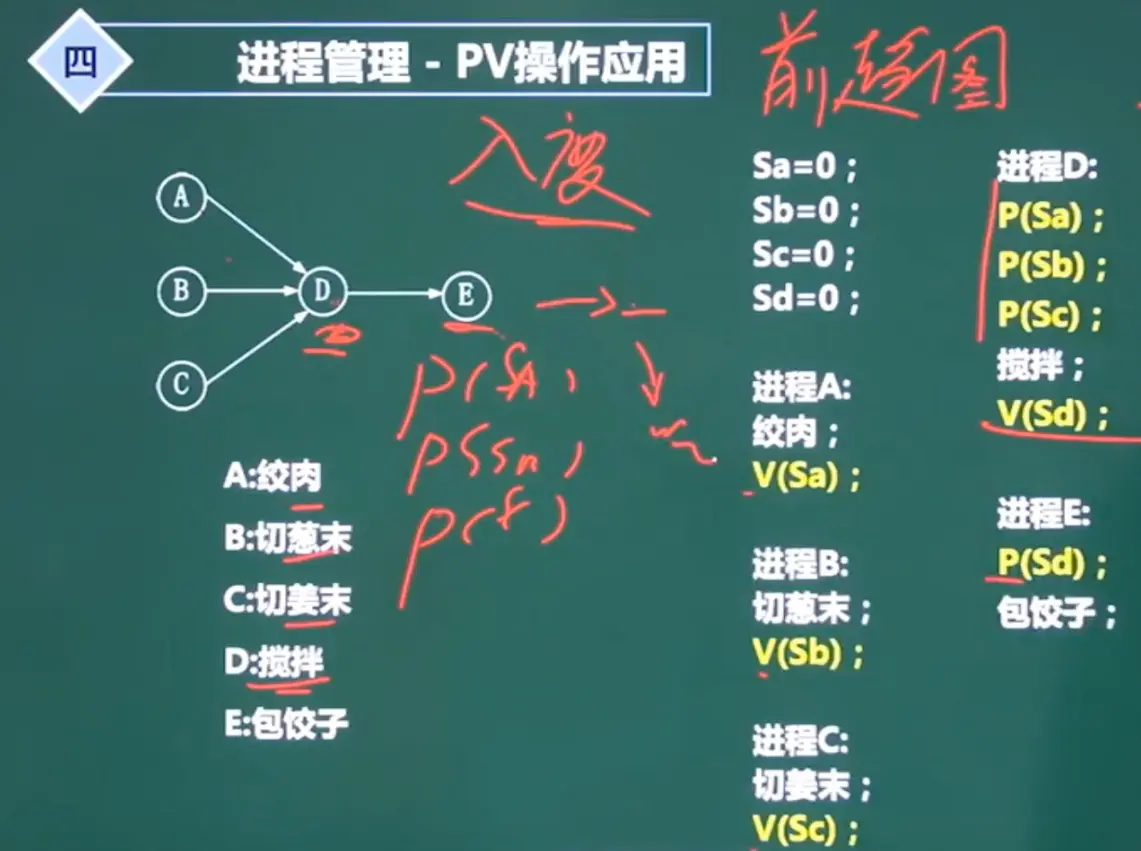 四
进程管理 - PV操作应用
前趋图
入度
A
B
C
D
E
P(SA)
P(
P(
A:绞肉
B:切葱末
C:切姜末
D:搅拌
E:包饺子
Sa=0；
Sb=0；
Sc=0；
Sd=0；
进程A:
绞肉；
V(Sa)；
进程B:
切葱末；
V(Sb)；
进程C:
切姜末；
V(Sc)；
进程D:
P(Sa)；
P(Sb)；
P(Sc)；
搅拌；
V(Sd)；
进程E:
P(Sd)；
包饺子；